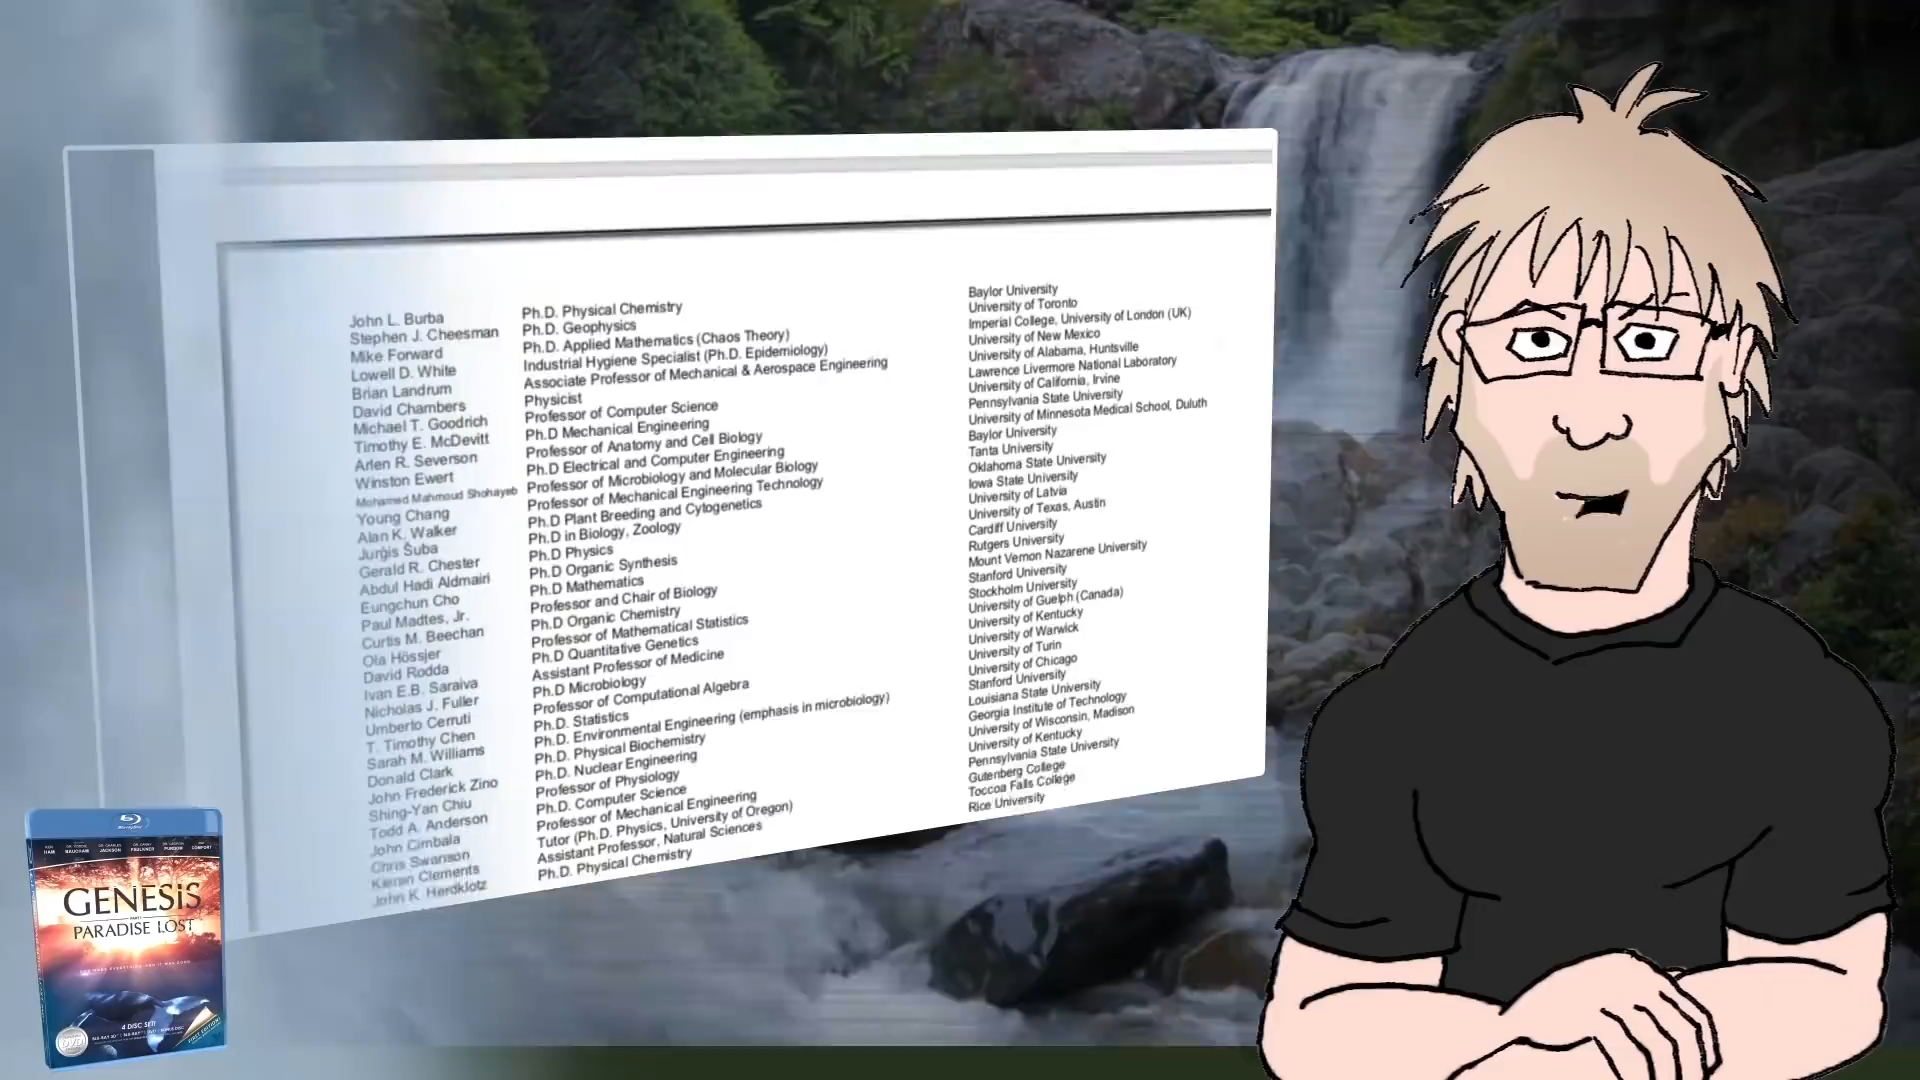 John L. Burba Ph.D. Physical Chemistry Baylor University
Stephen J. Cheesman Ph.D. Geophysics University of Toronto
Mike Forward Ph.D. Applied Mathematics (Chaos Theory) Imperial College, University of London (UK)
Lowell D. White Industrial Hygiene Specialist (Ph.D. Epidemiology) University of New Mexico
Brian Landrum Associate Professor of Mechanical & Aerospace Engineering University of Alabama, Huntsville
David Chambers Physicist Lawrence Livermore National Laboratory
Michael T. Goodrich Professor of Computer Science University of California, Irvine
Timothy E. McDevitt Ph.D Mechanical Engineering Pennsylvania State University
Arlen R. Severson Professor of Anatomy and Cell Biology University of Minnesota Medical School, Duluth
Winston Ewert Ph.D Electrical and Computer Engineering Baylor University
Mohamed Mahmoud Shohayeb Professor of Microbiology and Molecular Biology Tanta University
Young Chang Professor of Mechanical Engineering Technology Oklahoma State University
Alan K. Walker Ph.D Plant Breeding and Cytogenetics Iowa State University
Jurģis Šuba Ph.D in Biology, Zoology University of Latvia
Gerald R. Chester Ph.D Physics University of Texas, Austin
Abdul Hadi Aldmairi Ph.D Organic Synthesis Cardiff University
Eungchun Cho Ph.D Mathematics Rutgers University
Paul Madtes, Jr. Professor and Chair of Biology Mount Vernon Nazarene University
Curtis M. Beechan Ph.D Organic Chemistry Stanford University
Ola Hössjer Professor of Mathematical Statistics Stockholm University
David Rodda Ph.D Quantitative Genetics University of Guelph (Canada)
Ivan E.B. Saraiva Assistant Professor of Medicine University of Kentucky
Nicholas J. Fuller Ph.D Microbiology University of Warwick
Umberto Cerruti Professor of Computational Algebra University of Turin
T. Timothy Chen Ph.D. Statistics University of Chicago
Sarah M. Williams Ph.D. Environmental Engineering (emphasis in microbiology) Stanford University
Donald Clark Ph.D. Physical Biochemistry Louisiana State University
John Frederick Zino Ph.D. Nuclear Engineering Georgia Institute of Technology
Shing-Yan Chiu Professor of Physiology University of Wisconsin, Madison
Todd A. Anderson Ph.D. Computer Science University of Kentucky
John Cimbala Professor of Mechanical Engineering Pennsylvania State University
Chris Swanson Tutor (Ph.D. Physics, University of Oregon) Gutenberg College
Kieran Clements Assistant Professor, Natural Sciences Toccoa Falls College
John K. Herdklotz Ph.D. Physical Chemistry Rice University
GENESIS
PARADISE LOST
4 DISC SET!